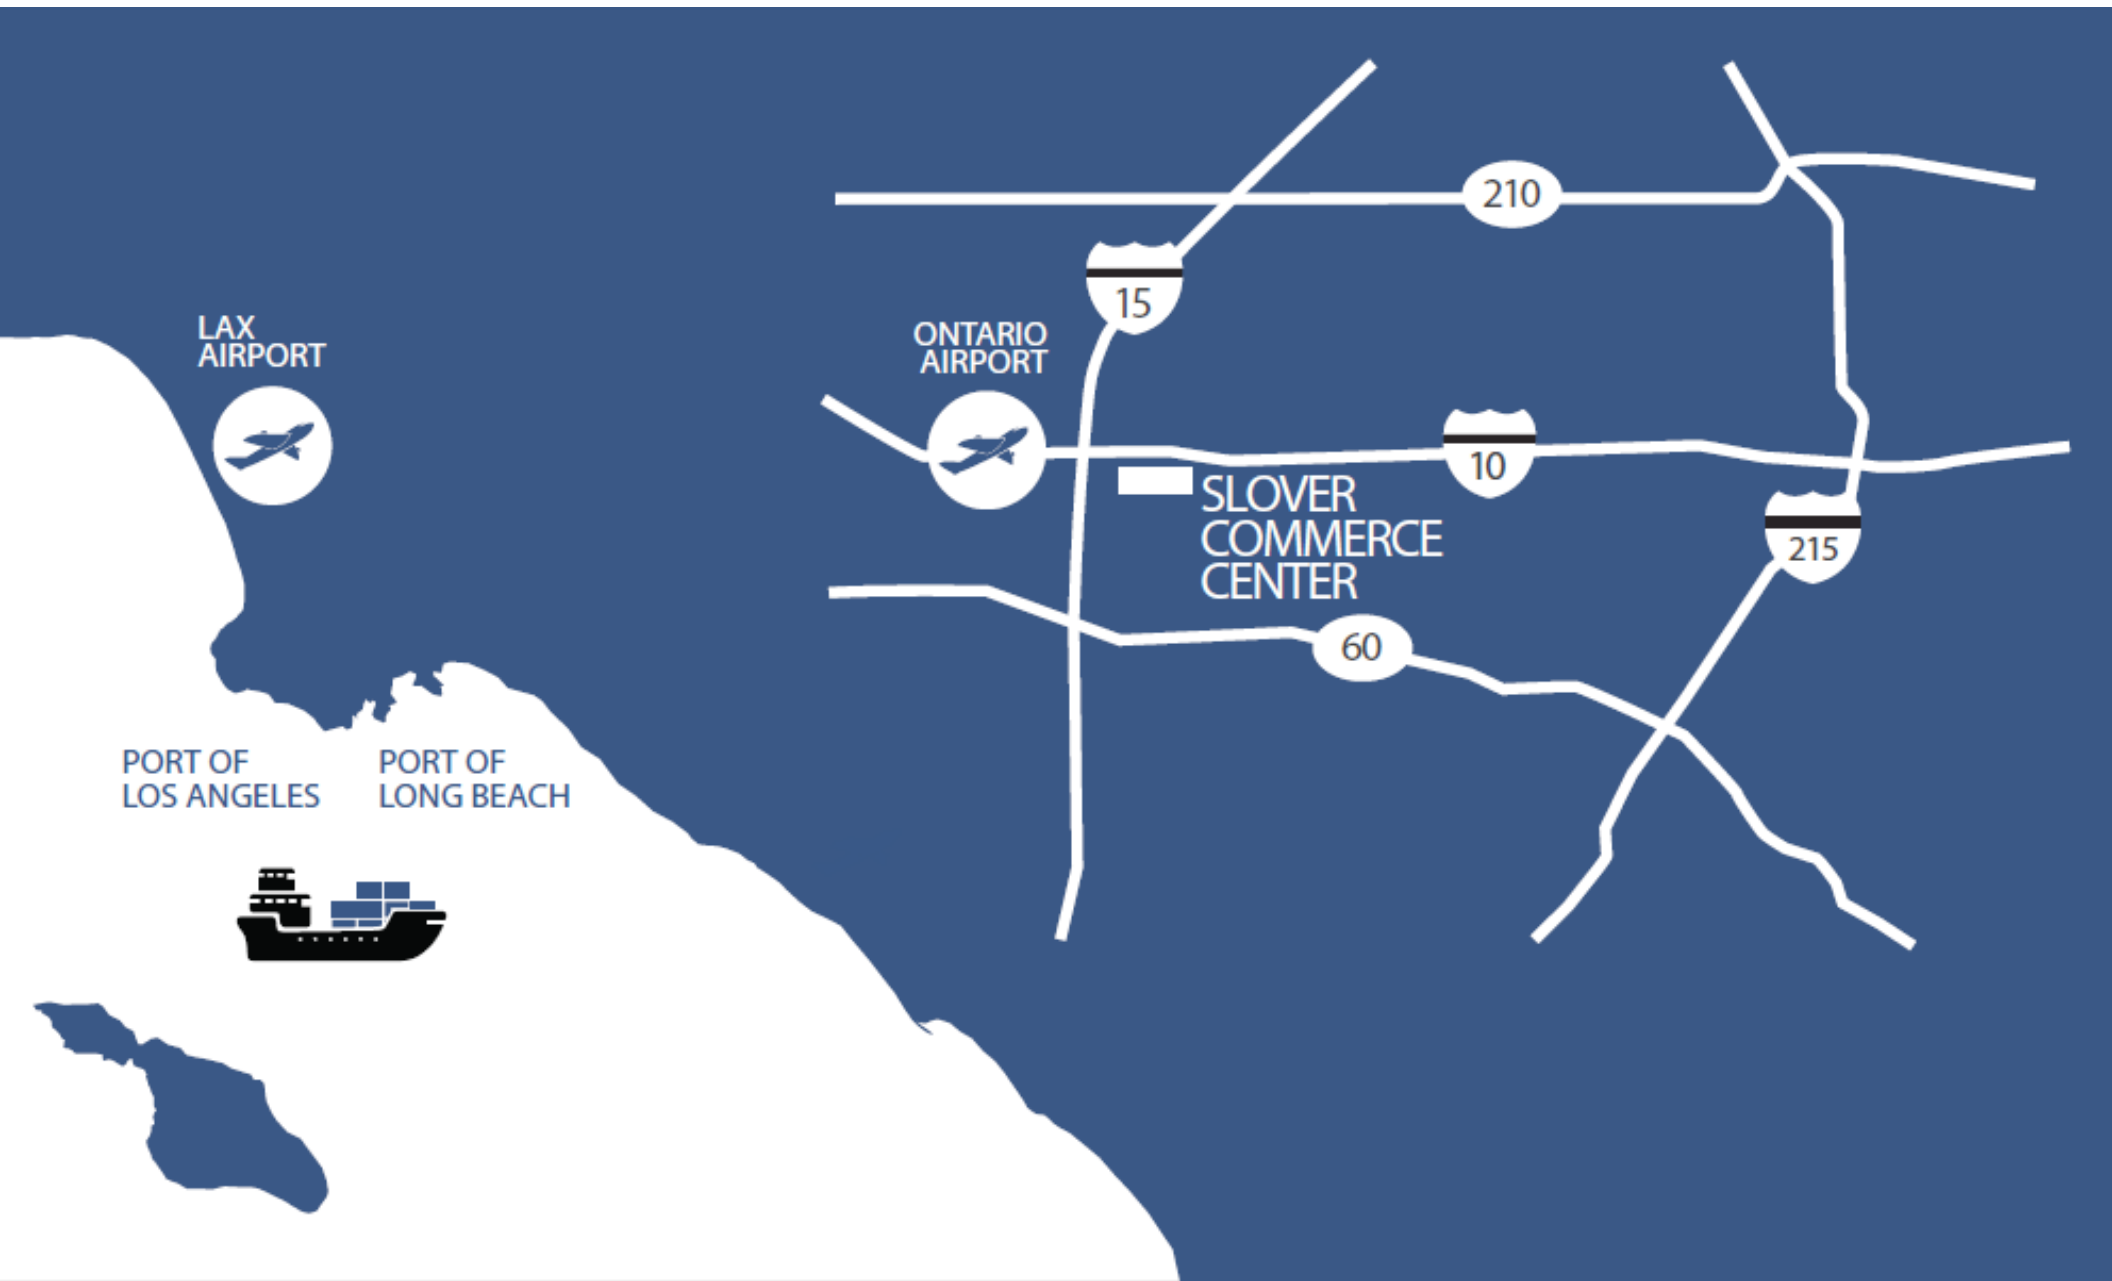 210
15
LAX
AIRPORT
ONTARIO
AIRPORT
10
SLOVER
COMMERCE
CENTER
215
60
PORT OF
LOS ANGELES
PORT OF
LONG BEACH